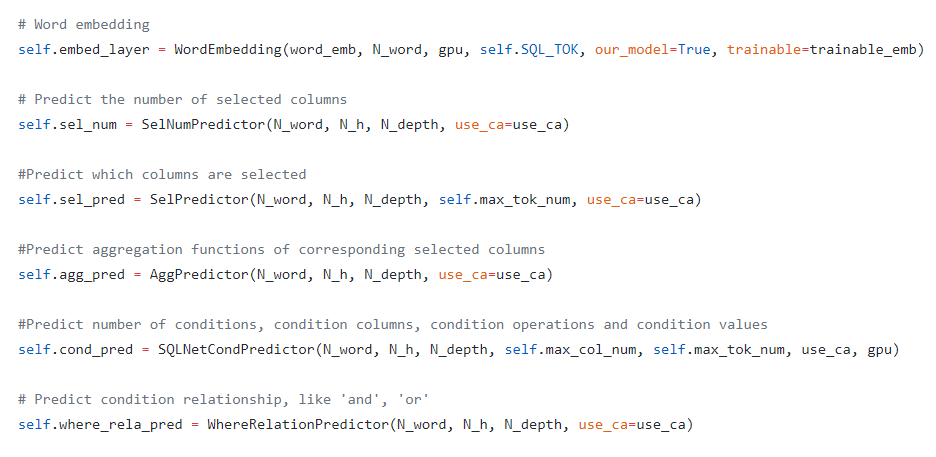 # Word embedding
self.embed_layer = WordEmbedding(word_emb, N_word, gpu, self.SQL_TOK, our_model=True, trainable=trainable_emb)
# Predict the number of selected columns
self.sel_num = SelNumPredictor(N_word, N_h, N_depth, use_ca=use_ca)
#Predict which columns are selected
self.sel_pred = SelPredictor(N_word, N_h, N_depth, self.max_tok_num, use_ca=use_ca)
#Predict aggregation functions of corresponding selected columns
self.agg_pred = AggPredictor(N_word, N_h, N_depth, use_ca=use_ca)
#Predict number of conditions, condition columns, condition operations and condition values
self.cond_pred = SQLNetCondPredictor(N_word, N_h, N_depth, self.max_col_num, self.max_tok_num, use_ca, gpu)
# Predict condition relationship, like 'and', 'or'
self.where_rela_pred = WhereRelationPredictor(N_word, N_h, N_depth, use_ca=use_ca)